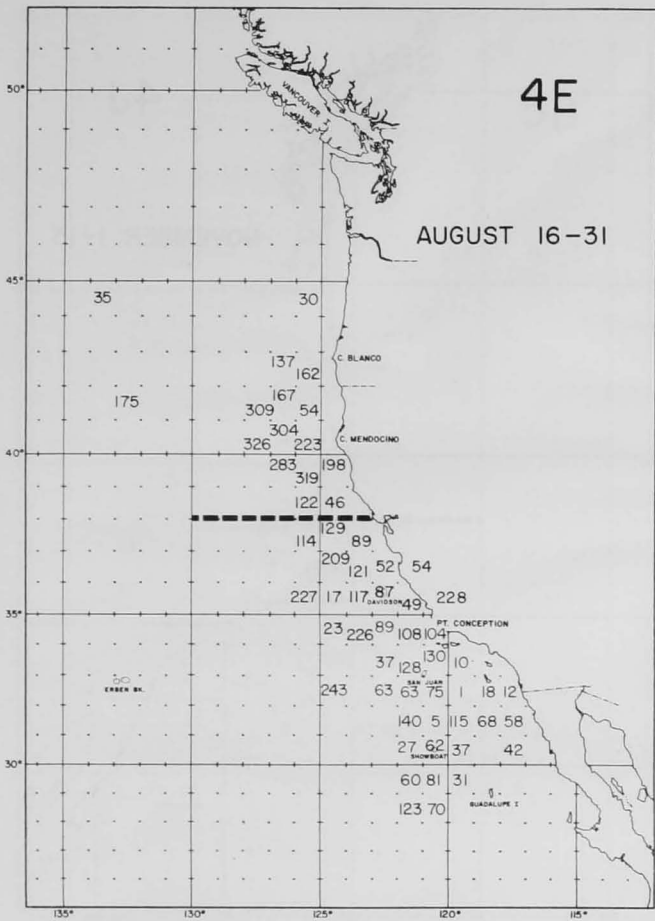 4E
50°
VANCOUVER
AUGUST 16-31
45°
35 30
137 C. BLANCO
162
167
175
309 54
304
326 223 C. MENDOCINO
40°
283 198
319
122 46
129
114 89
209
121 52 54
227 17 117 87
DAVIDSON 49 228
35°
23 89 PT. CONCEPTION
226 108 104
130
37 128 10
SAN JUAN
ERBEN BK.
243 63 63 75 1 18 12
140 5 115 68 58
27 62 37 42
SHOWBOAT
30°
60 81 31
GUADALUPE I
123 70
135° 130° 125° 120° 115°